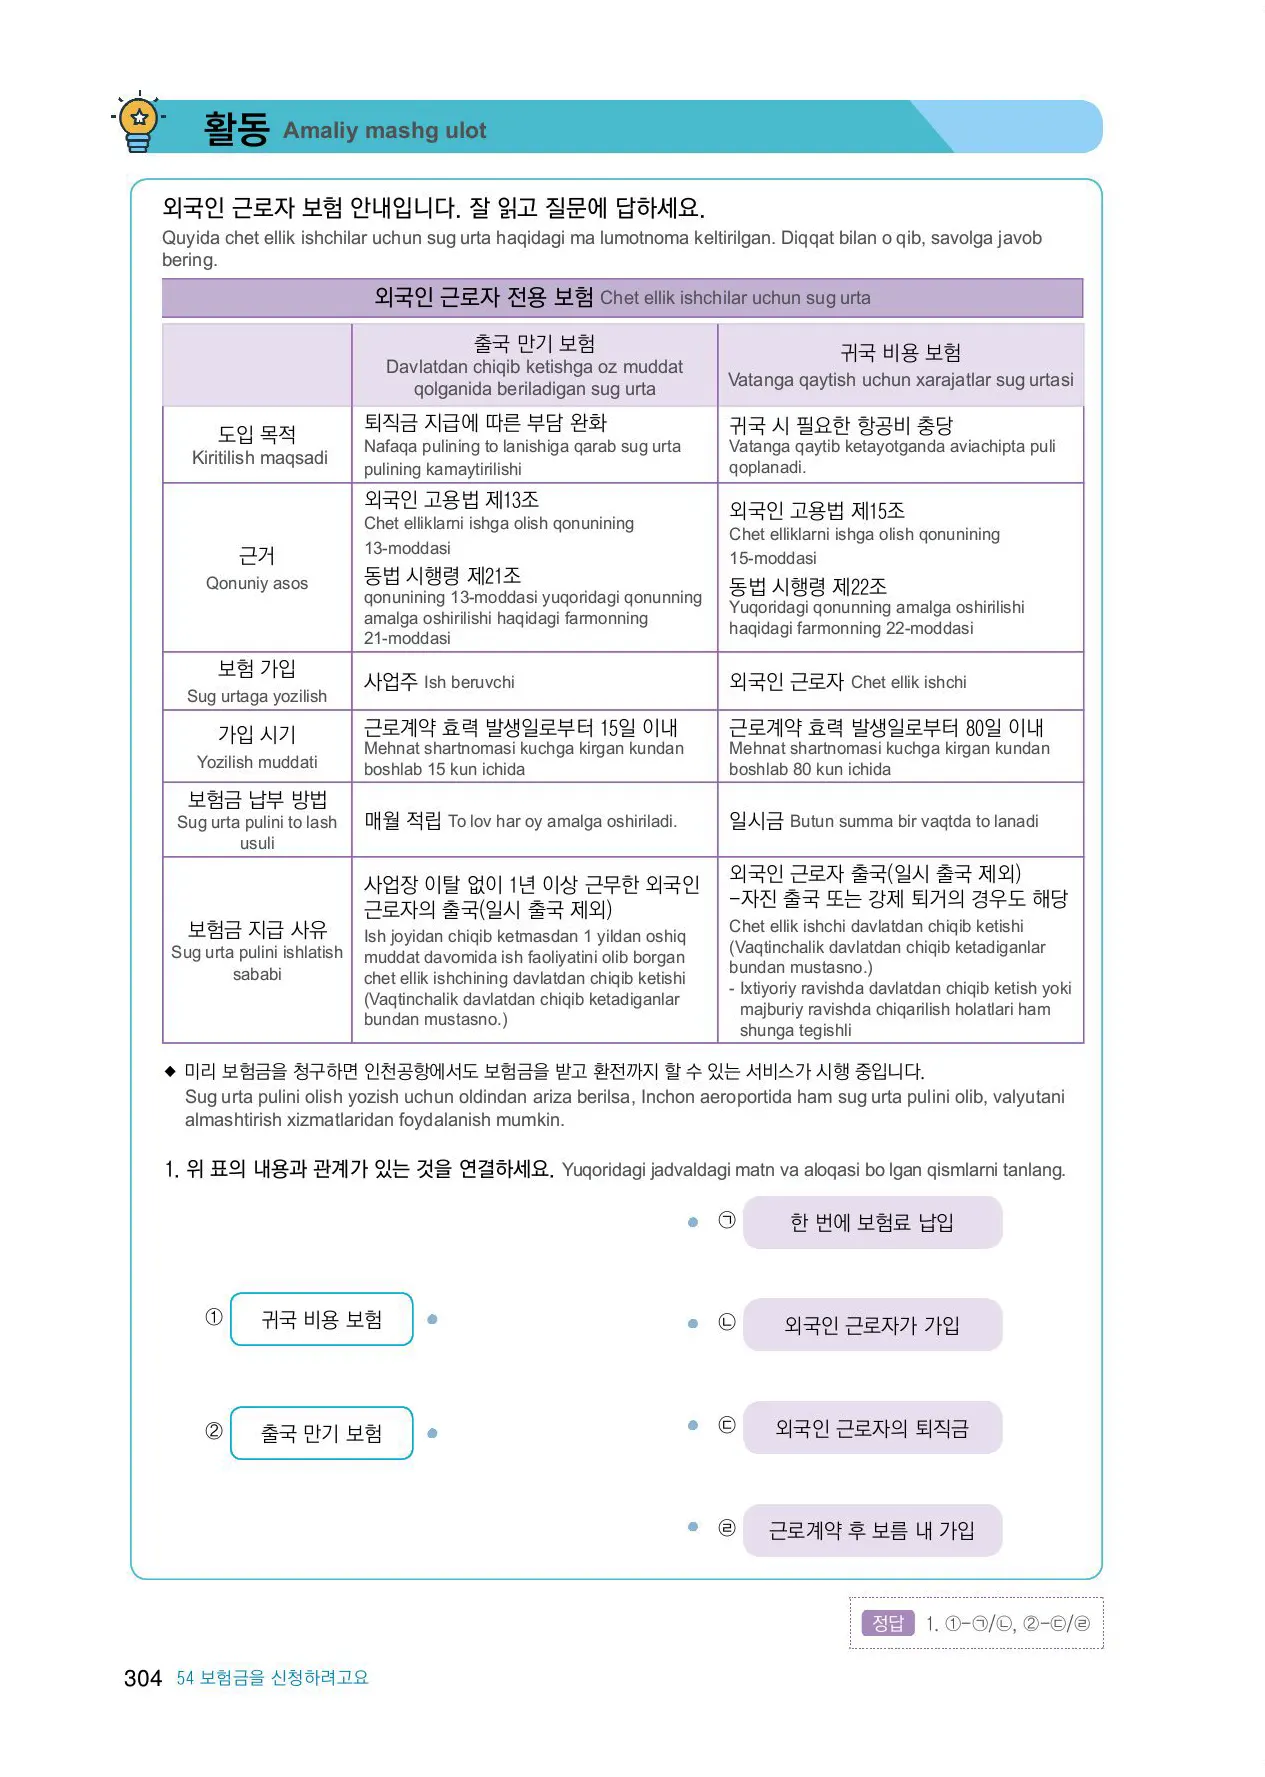 활동 Amaliy mashg ulot
외국인 근로자 보험 안내입니다. 잘 읽고 질문에 답하세요.
Quyida chet ellik ishchilar uchun sug urta haqidagi ma lumotnoma keltirilgan. Diqqat bilan o qib, savolga javob
bering.
외국인 근로자 전용 보험 Chet ellik ishchilar uchun sug urta
출국 만기 보험
Davlatdan chiqib ketishga oz muddat
qolganida beriladigan sug urta
귀국 비용 보험
Vatanga qaytish uchun xarajatlar sug urtasi
도입 목적
Kiritilish maqsadi
퇴직금 지급에 따른 부담 완화
Nafaqa pulining to lanishiga qarab sug urta
pulining kamaytirilishi
귀국 시 필요한 항공비 충당
Vatanga qaytib ketayotganda aviachipta puli
qoplanadi.
근거
Qonuniy asos
외국인 고용법 제13조
Chet elliklarni ishga olish qonunining
13-moddasi
동법 시행령 제21조
qonunining 13-moddasi yuqoridagi qonunning
amalga oshirilishi haqidagi farmonning
21-moddasi
외국인 고용법 제15조
Chet elliklarni ishga olish qonunining
15-moddasi
동법 시행령 제22조
Yuqoridagi qonunning amalga oshirilishi
haqidagi farmonning 22-moddasi
보험 가입
Sug urtaga yozilish
사업주 Ish beruvchi
외국인 근로자 Chet ellik ishchi
가입 시기
Yozilish muddati
근로계약 효력 발생일로부터 15일 이내
Mehnat shartnomasi kuchga kirgan kundan
boshlab 15 kun ichida
근로계약 효력 발생일로부터 80일 이내
Mehnat shartnomasi kuchga kirgan kundan
boshlab 80 kun ichida
보험금 납부 방법
Sug urta pulini to lash
usuli
매월 적립 To lov har oy amalga oshiriladi.
일시금 Butun summa bir vaqtda to lanadi
보험금 지급 사유
Sug urta pulini ishlatish
sababi
사업장 이탈 없이 1년 이상 근무한 외국인
근로자의 출국(일시 출국 제외)
Ish joyidan chiqib ketmasdan 1 yildan oshiq
muddat davomida ish faoliyatini olib borgan
chet ellik ishchining davlatdan chiqib ketishi
(Vaqtinchalik davlatdan chiqib ketadiganlar
bundan mustasno.)
외국인 근로자 출국(일시 출국 제외)
-자진 출국 또는 강제 퇴거의 경우도 해당
Chet ellik ishchi davlatdan chiqib ketishi
(Vaqtinchalik davlatdan chiqib ketadiganlar
bundan mustasno.)
- Ixtiyoriy ravishda davlatdan chiqib ketish yoki
majburiy ravishda chiqarilish holatlari ham
shunga tegishli
◆ 미리 보험금을 청구하면 인천공항에서도 보험금을 받고 환전까지 할 수 있는 서비스가 시행 중입니다.
Sug urta pulini olish yozish uchun oldindan ariza berilsa, Inchon aeroportida ham sug urta pulini olib, valyutani
almashtirish xizmatlaridan foydalanish mumkin.
1. 위 표의 내용과 관계가 있는 것을 연결하세요. Yuqoridagi jadvaldagi matn va aloqasi bo lgan qismlarni tanlang.
㉠ 한 번에 보험료 납입
① 귀국 비용 보험
㉡ 외국인 근로자가 가입
② 출국 만기 보험
㉢ 외국인 근로자의 퇴직금
㉣ 근로계약 후 보름 내 가입
정답 1. ①-㉠/㉡, ②-㉢/㉣
304 54 보험금을 신청하려고요